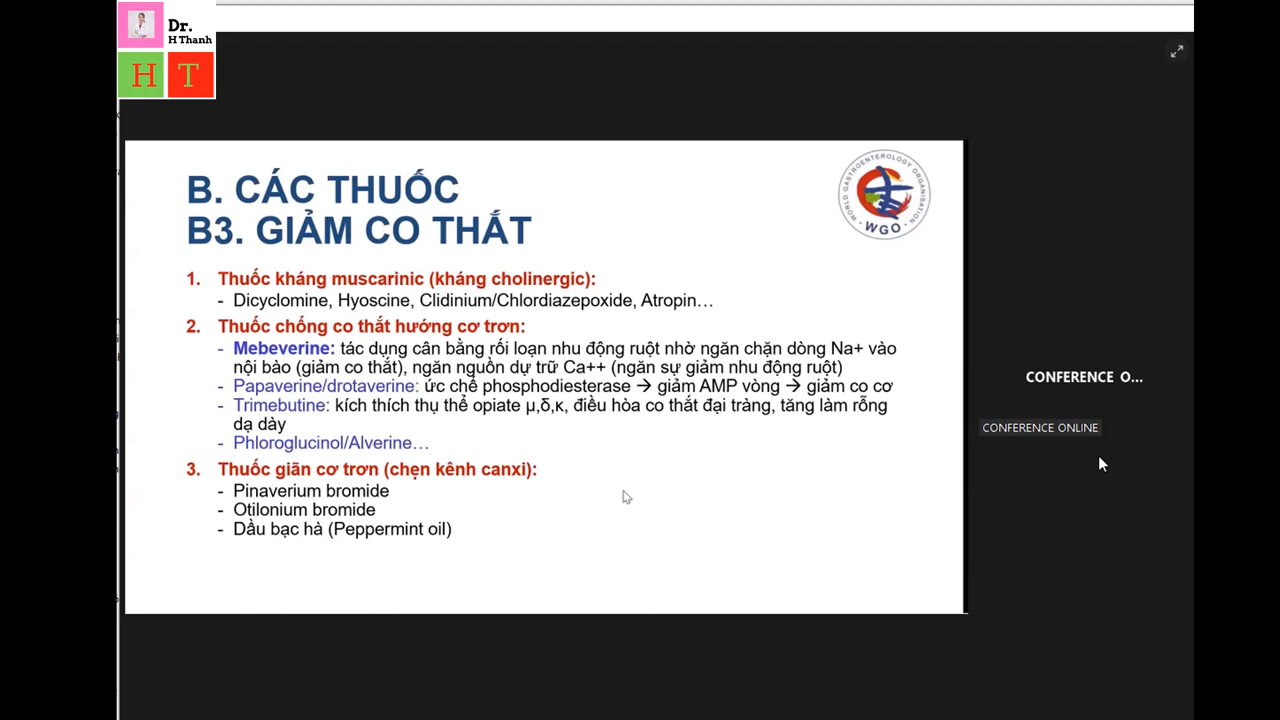 Dr.
H Thanh
H T
B. CÁC THUỐC
B3. GIẢM CO THẮT
WORLD GASTROENTEROLOGY ORGANISATION
WGO
1. Thuốc kháng muscarinic (kháng cholinergic):
- Dicyclomine, Hyoscine, Clidinium/Chlordiazepoxide, Atropin…
2. Thuốc chống co thắt hướng cơ trơn:
- Mebeverine: tác dụng cân bằng rối loạn nhu động ruột nhờ ngăn chặn dòng Na+ vào
nội bào (giảm co thắt), ngăn nguồn dự trữ Ca++ (ngăn sự giảm nhu động ruột)
- Papaverine/drotaverine: ức chế phosphodiesterase → giảm AMP vòng → giảm co cơ
- Trimebutine: kích thích thụ thể opiate μ,δ,κ, điều hòa co thắt đại tràng, tăng làm rỗng
dạ dày
- Phloroglucinol/Alverine…
3. Thuốc giãn cơ trơn (chẹn kênh canxi):
- Pinaverium bromide
- Otilonium bromide
- Dầu bạc hà (Peppermint oil)
CONFERENCE O...
CONFERENCE ONLINE